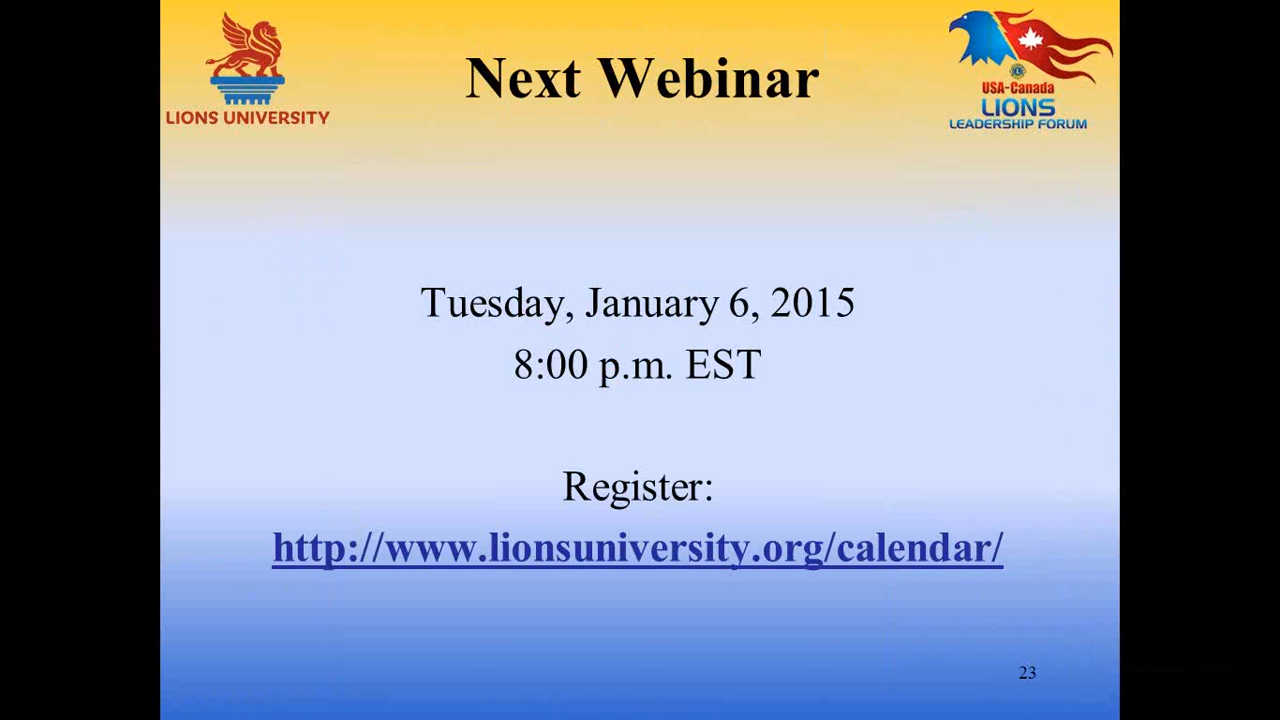 LIONS UNIVERSITY
Next Webinar
USA-Canada
LIONS
LEADERSHIP FORUM
Tuesday, January 6, 2015
8:00 p.m. EST
Register:
http://www.lionsuniversity.org/calendar/
23